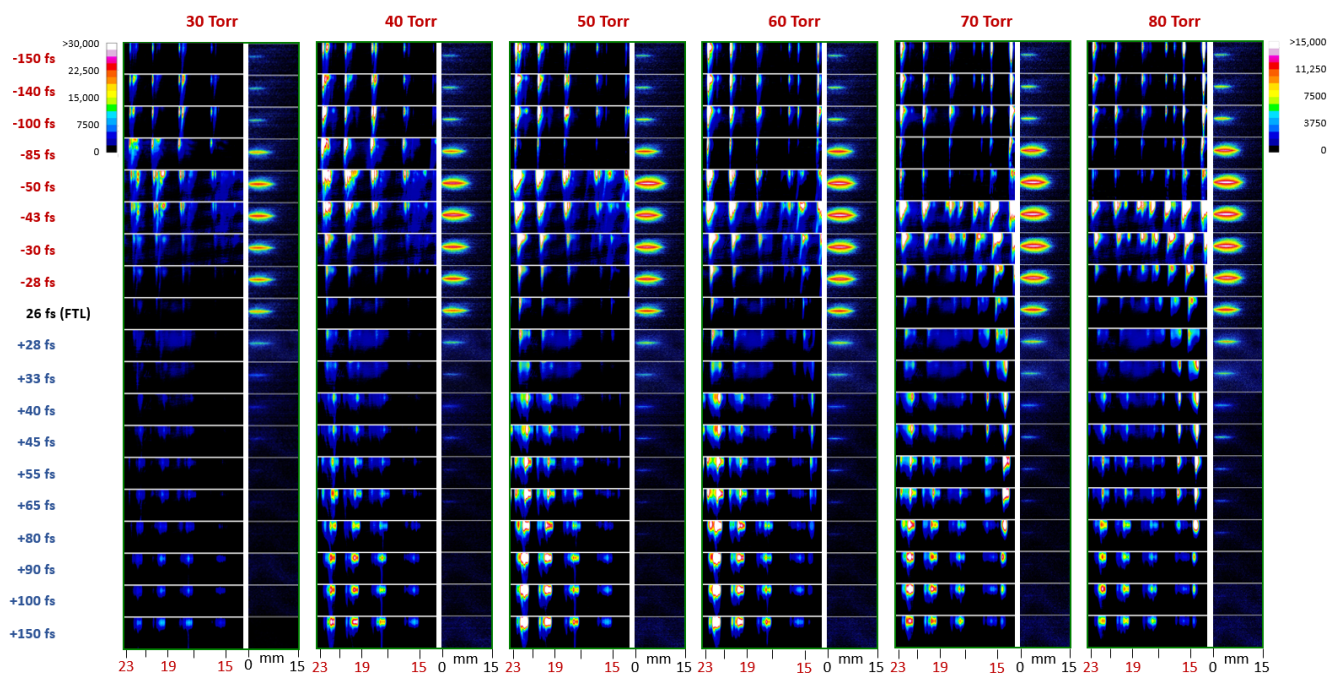 30 Torr 40 Torr 50 Torr 60 Torr 70 Torr 80 Torr
>30,000
22,500
15,000
7500
0
>15,000
11,250
7500
3750
0
-150 fs
-140 fs
-100 fs
-85 fs
-50 fs
-43 fs
-30 fs
-28 fs
26 fs (FTL)
+28 fs
+33 fs
+40 fs
+45 fs
+55 fs
+65 fs
+80 fs
+90 fs
+100 fs
+150 fs
23 19 15 0 mm 15 23 19 15 0 mm 15 23 19 15 0 mm 15 23 19 15 0 mm 15 23 19 15 0 mm 15 23 19 15 0 mm 15